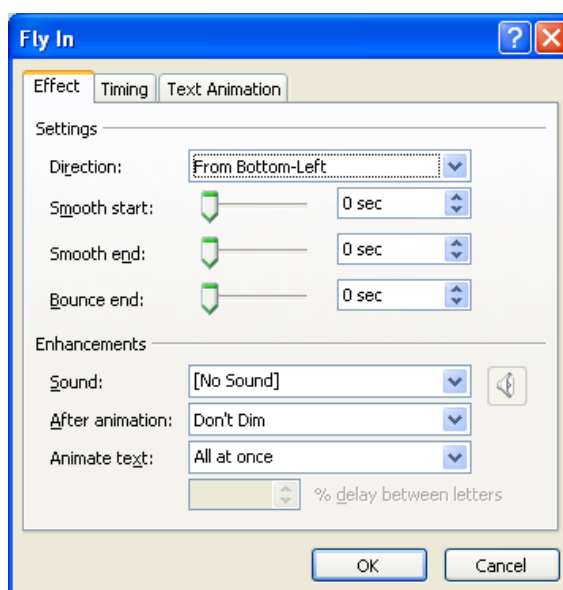 Fly In
Effect Timing Text Animation
Settings
Direction: From Bottom-Left
Smooth start: 0 sec
Smooth end: 0 sec
Bounce end: 0 sec
Enhancements
Sound: [No Sound]
After animation: Don't Dim
Animate text: All at once
% delay between letters
OK Cancel